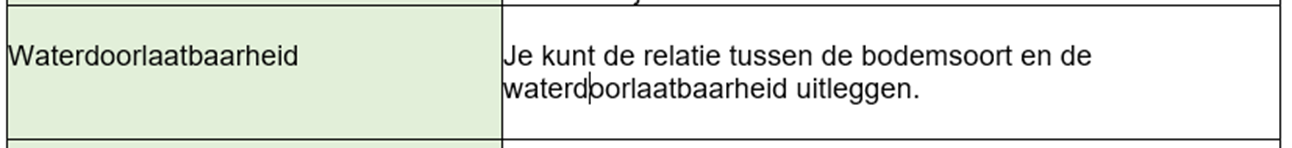 Waterdoorlaatbaarheid
Je kunt de relatie tussen de bodemsoort en de
waterdoorlaatbaarheid uitleggen.